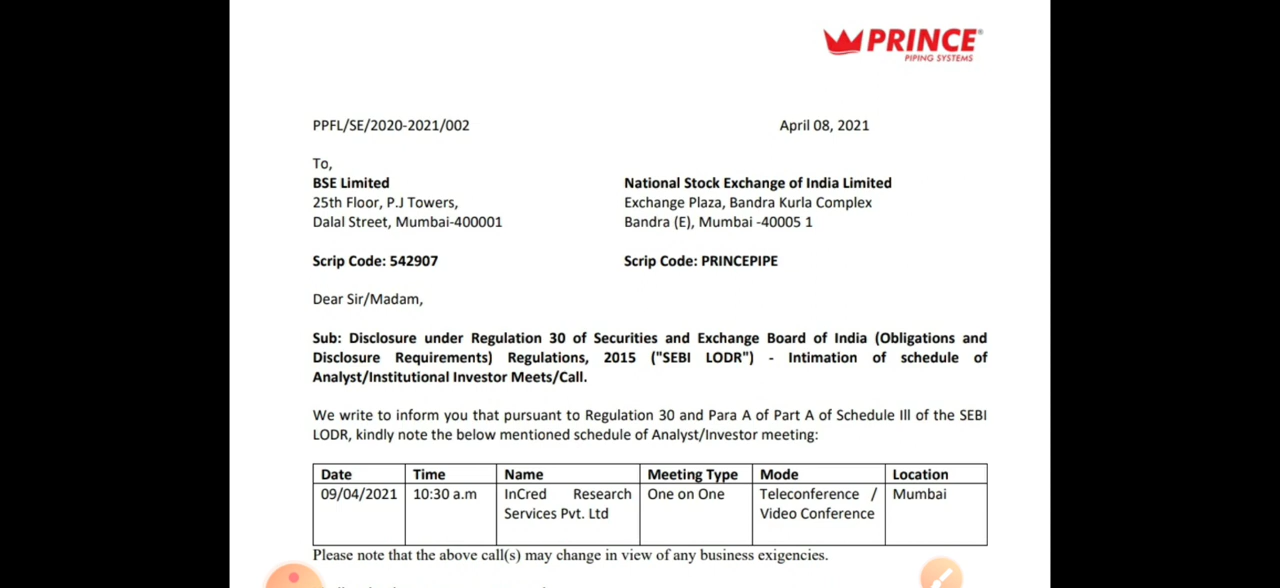 PRINCE
PIPING SYSTEMS
PPFL/SE/2020-2021/002 April 08, 2021
To,
BSE Limited National Stock Exchange of India Limited
25th Floor, P.J Towers, Exchange Plaza, Bandra Kurla Complex
Dalal Street, Mumbai-400001 Bandra (E), Mumbai -40005 1
Scrip Code: 542907 Scrip Code: PRINCEPIPE
Dear Sir/Madam,
Sub: Disclosure under Regulation 30 of Securities and Exchange Board of India (Obligations and
Disclosure Requirements) Regulations, 2015 ("SEBI LODR") - Intimation of schedule of
Analyst/Institutional Investor Meets/Call.
We write to inform you that pursuant to Regulation 30 and Para A of Part A of Schedule Ill of the SEBI
LODR, kindly note the below mentioned schedule of Analyst/Investor meeting:
Date Time Name Meeting Type Mode Location
09/04/2021 10:30 a.m InCred Research One on One Teleconference / Mumbai
Services Pvt. Ltd Video Conference
Please note that the above call(s) may change in view of any business exigencies.